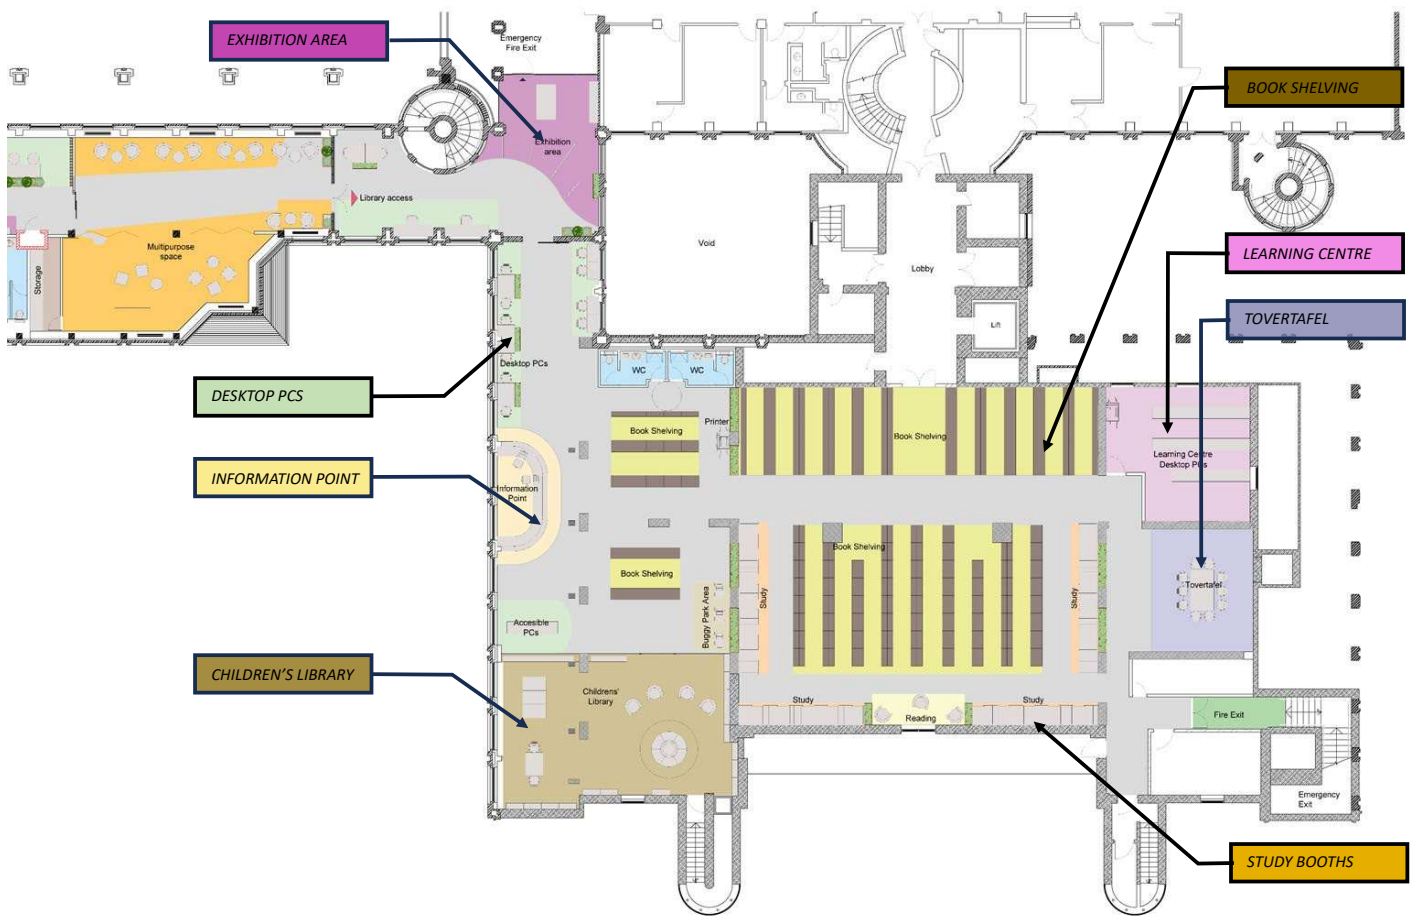 EXHIBITION AREA
Emergency
Fire Exit
BOOK SHELVING
Exhibition
area
Library access
Multipurpose
space
Storage
Void
Lobby
Lift
LEARNING CENTRE
TOVERTAFEL
DESKTOP PCS
Desktop PCs
WC
WC
Printer
Book Shelving
Book Shelving
Learning Centre
Desktop PCs
INFORMATION POINT
Information
Point
Book Shelving
Book Shelving
Study
Study
Tovertafel
Buggy Park Area
Accesible
PCs
CHILDREN'S LIBRARY
Childrens'
Library
Study
Reading
Study
Fire Exit
Emergency
Exit
STUDY BOOTHS